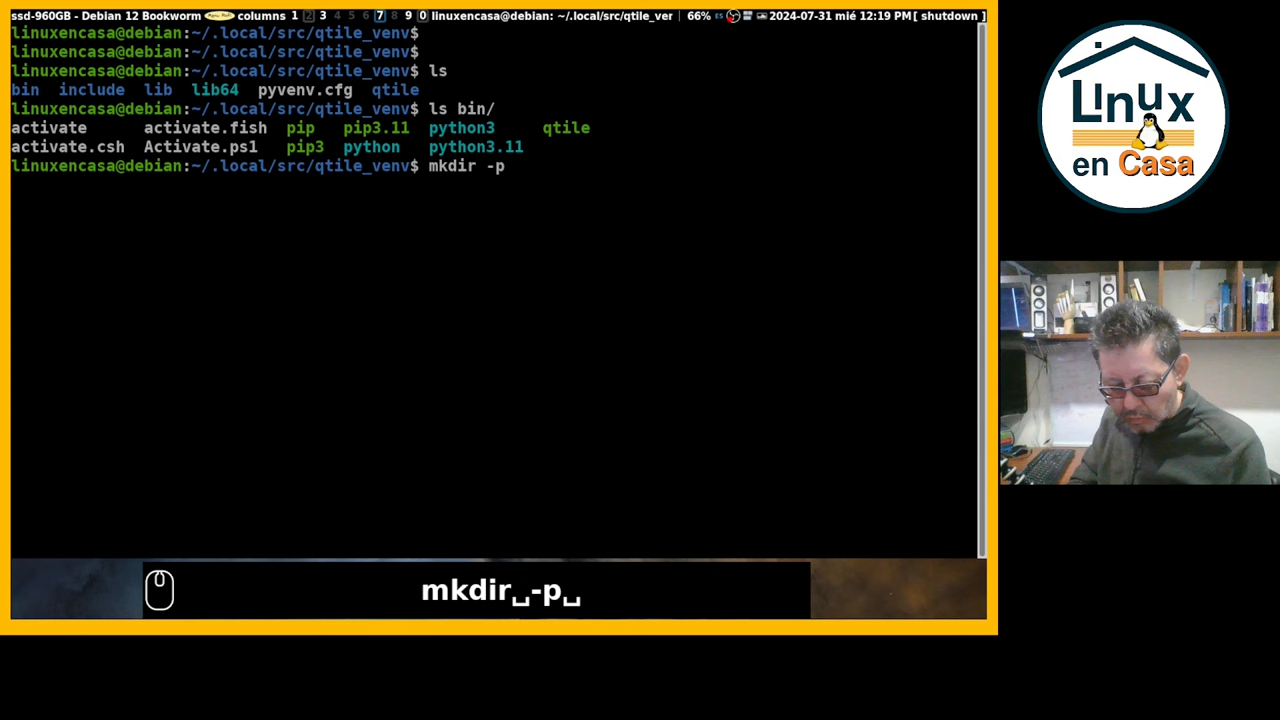 ssd-960GB - Debian 12 Bookworm columns 1 2 3 4 5 6 7 8 9 0 linuxencasa@debian: ~/.local/src/qtile_ver 66% ES 2024-07-31 mié 12:19 PM [ shutdown ]
linuxencasa@debian:~/.local/src/qtile_venv$
linuxencasa@debian:~/.local/src/qtile_venv$
linuxencasa@debian:~/.local/src/qtile_venv$ ls
bin include lib lib64 pyvenv.cfg qtile
linuxencasa@debian:~/.local/src/qtile_venv$ ls bin/
activate activate.fish pip pip3.11 python3 qtile
activate.csh Activate.ps1 pip3 python python3.11
linuxencasa@debian:~/.local/src/qtile_venv$ mkdir -p
mkdir␣-p␣
Linux
en Casa